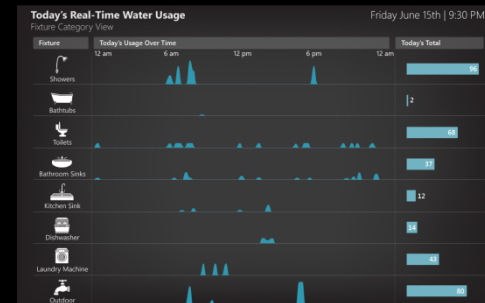 Today's Real-Time Water Usage
Friday June 15th | 9:30 PM
Fixture Category View
Fixture
Today's Usage Over Time
Today's Total
12 am 6 am 12 pm 6 pm 12 am
Showers 96
Bathtubs 2
Toilets 68
Bathroom Sinks 37
Kitchen Sink 12
Dishwasher 14
Laundry Machine 43
Outdoor 80